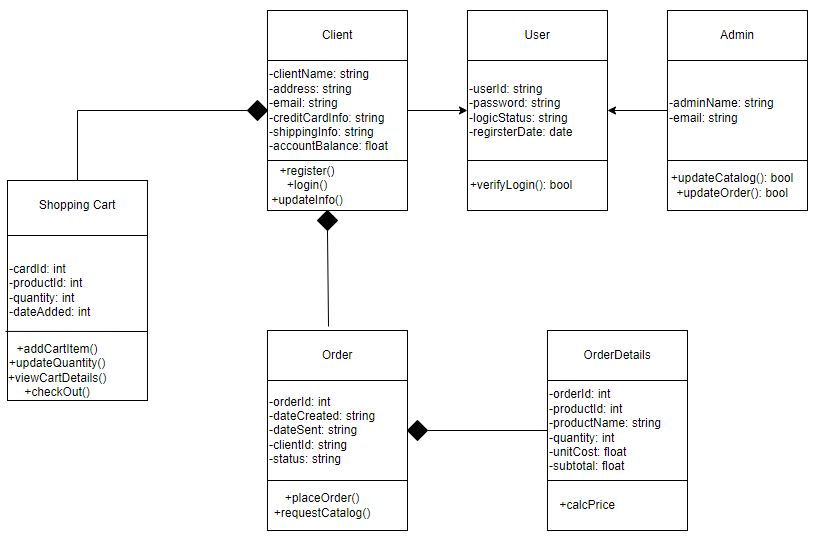 Client
-clientName: string
-address: string
-email: string
-creditCardInfo: string
-shippingInfo: string
-accountBalance: float
+register()
+login()
+updateInfo()
User
-userId: string
-password: string
-logicStatus: string
-regirsterDate: date
+verifyLogin(): bool
Admin
-adminName: string
-email: string
+updateCatalog(): bool
+updateOrder(): bool
Shopping Cart
-cardId: int
-productId: int
-quantity: int
-dateAdded: int
+addCartItem()
+updateQuantity()
+viewCartDetails()
+checkOut()
Order
-orderId: int
-dateCreated: string
-dateSent: string
-clientId: string
-status: string
+placeOrder()
+requestCatalog()
OrderDetails
-orderId: int
-productId: int
-productName: string
-quantity: int
-unitCost: float
-subtotal: float
+calcPrice